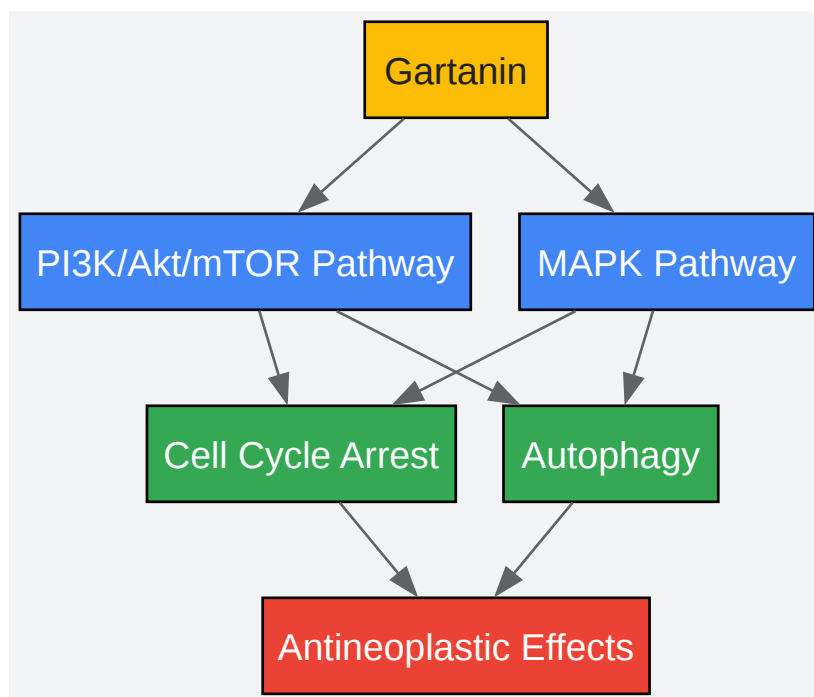 Gartanin
PI3K/Akt/mTOR Pathway
MAPK Pathway
Cell Cycle Arrest
Autophagy
Antineoplastic Effects